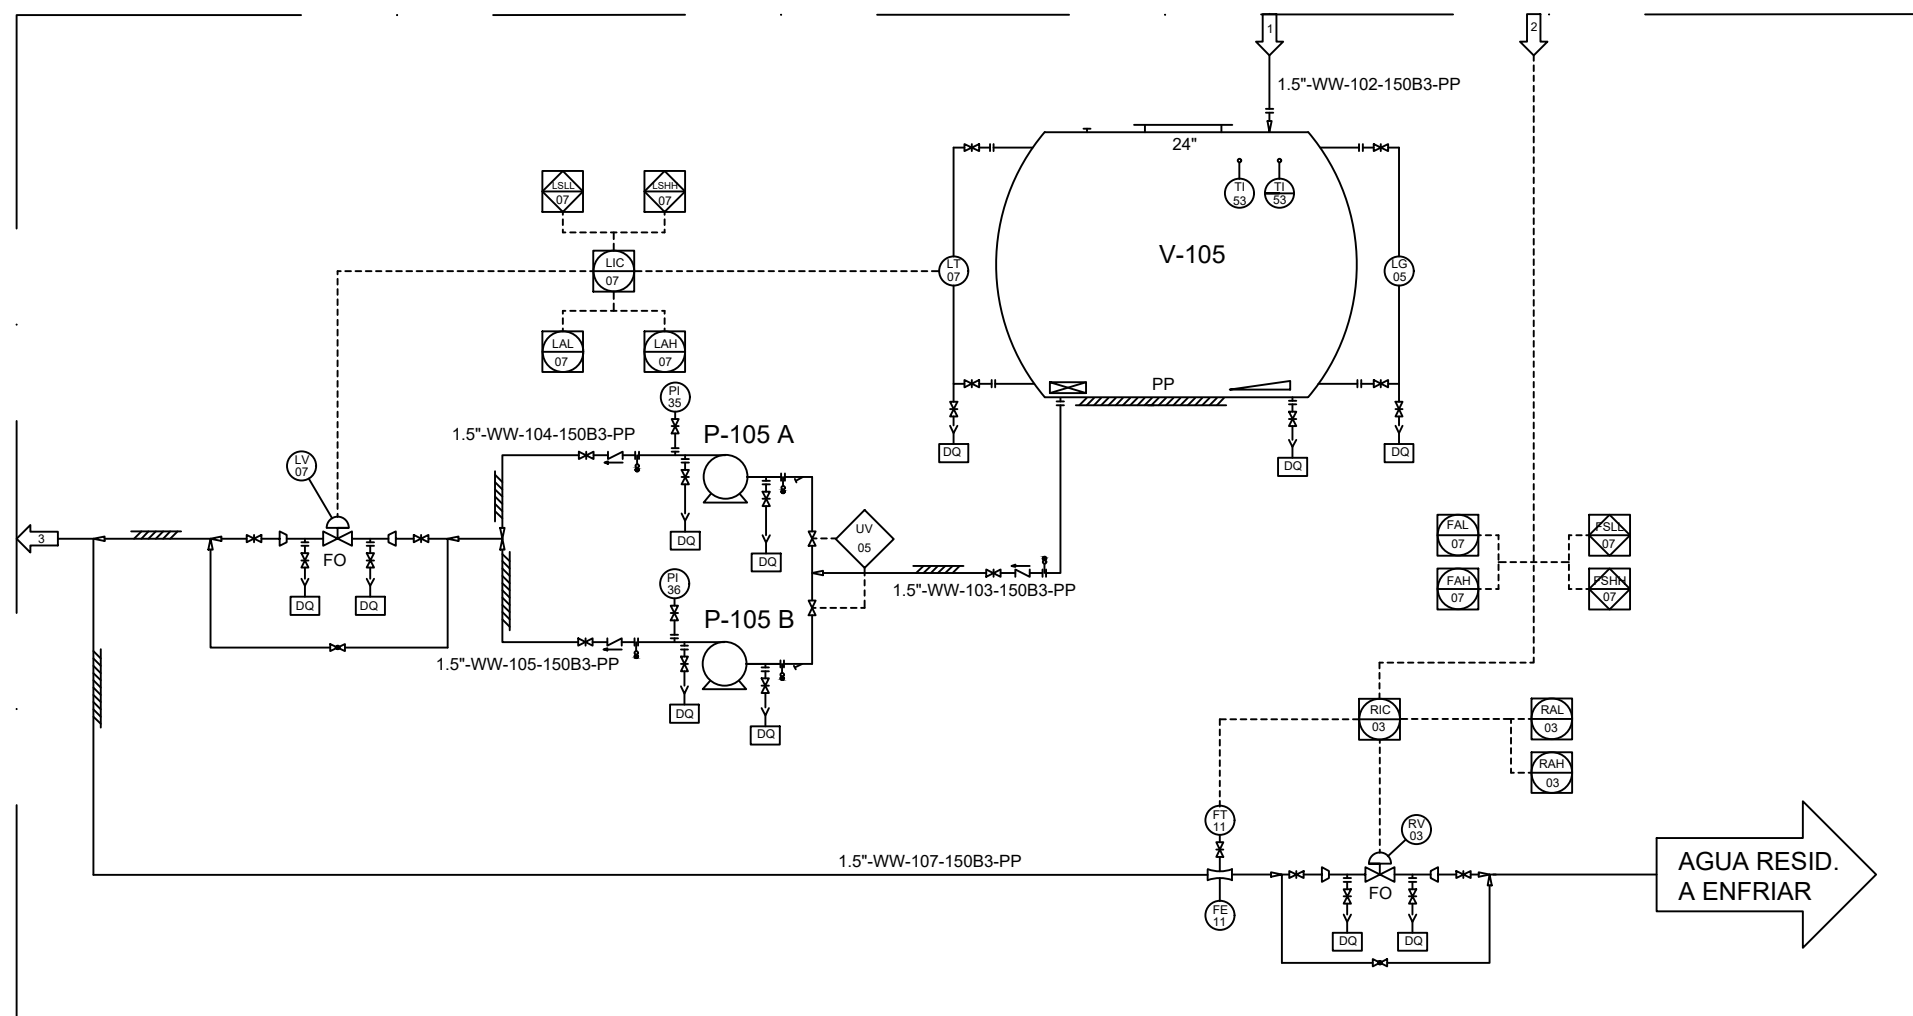 1
2
1.5"-WW-102-150B3-PP
24"
LSLL
07
LSHH
07
TI
53
TI
53
V-105
LIC
07
LT
07
LG
05
LAL
07
LAH
07
PP
PI
35
P-105 A
1.5"-WW-104-150B3-PP
DQ
DQ
DQ
LV
07
UV
05
FAL
07
FSLL
07
3
FO
DQ
DQ
PI
36
DQ
DQ
1.5"-WW-103-150B3-PP
FAH
07
FSHH
07
P-105 B
1.5"-WW-105-150B3-PP
DQ
DQ
RIC
03
RAL
03
RAH
03
FT
11
RV
03
1.5"-WW-107-150B3-PP
FO
FE
11
DQ
DQ
AGUA RESID.
A ENFRIAR